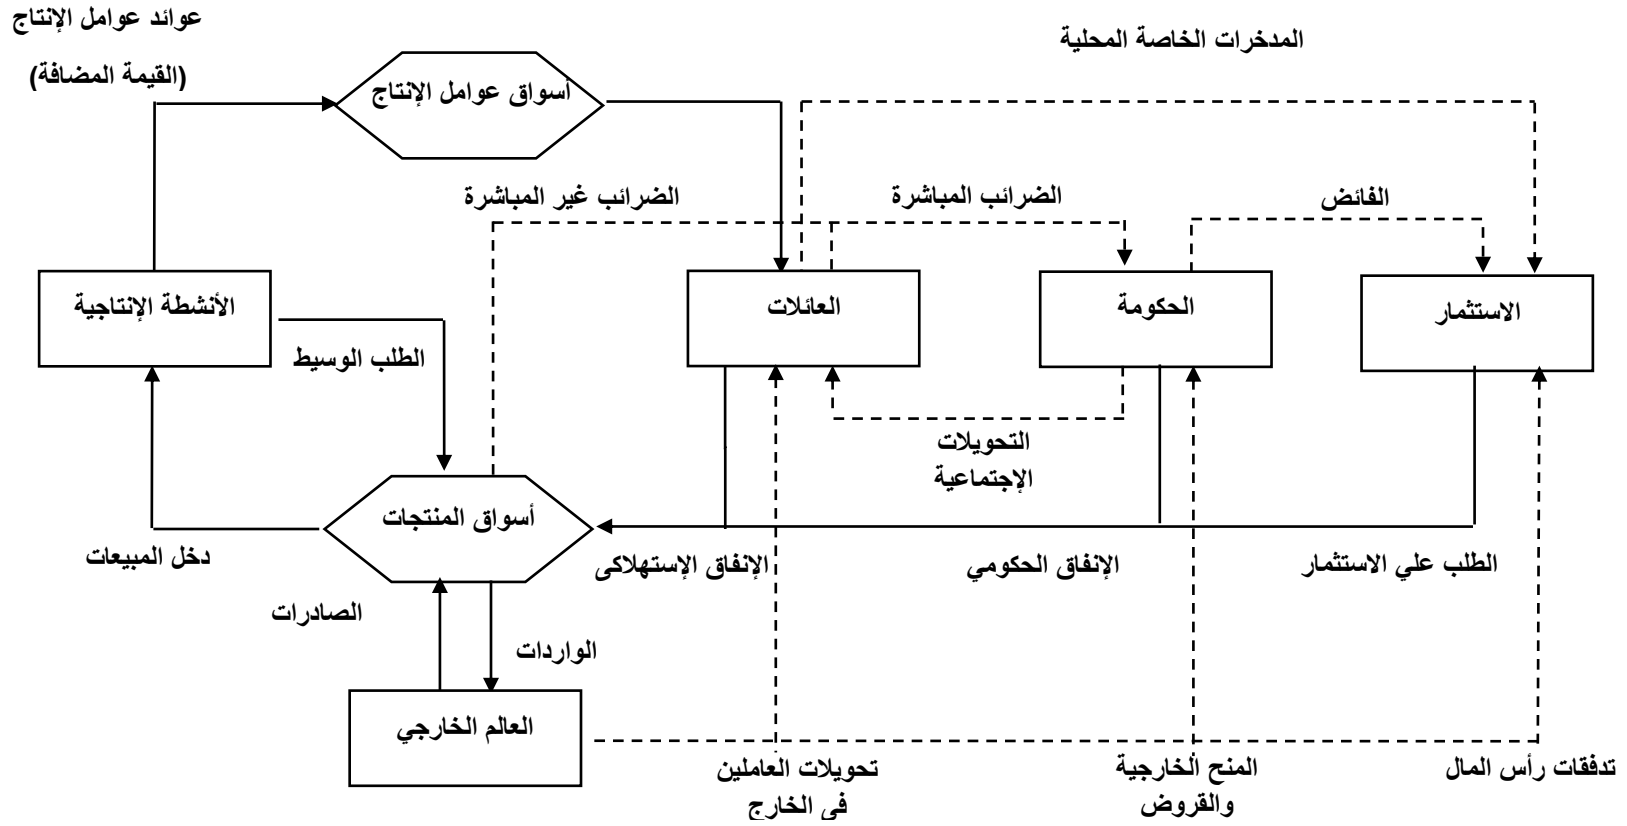 عوائد عوامل الإنتاج
(القيمة المضافة)
المدخرات الخاصة المحلية
أسواق عوامل الإنتاج
الضرائب غير المباشرة
الضرائب المباشرة
الفائض
الأنشطة الإنتاجية
العائلات
الحكومة
الاستثمار
الطلب الوسيط
التحويلات
الإجتماعية
أسواق المنتجات
دخل المبيعات
الإنفاق الإستهلاكى
الإنفاق الحكومي
الطلب علي الاستثمار
الصادرات
الواردات
العالم الخارجي
تحويلات العاملين
فى الخارج
المنح الخارجية
والقروض
تدفقات رأس المال